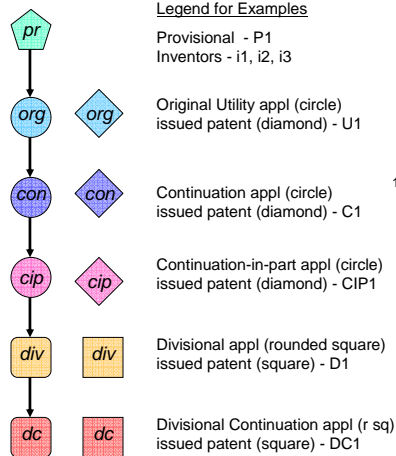 Legend for Examples
pr
Provisional - P1
Inventors - i1, i2, i3
org
org
Original Utility appl (circle)
issued patent (diamond) - U1
1
con
con
Continuation appl (circle)
issued patent (diamond) - C1
cip
cip
Continuation-in-part appl (circle)
issued patent (diamond) - CIP1
div
div
Divisional appl (rounded square)
issued patent (square) - D1
dc
dc
Divisional Continuation appl (r sq)
issued patent (square) - DC1